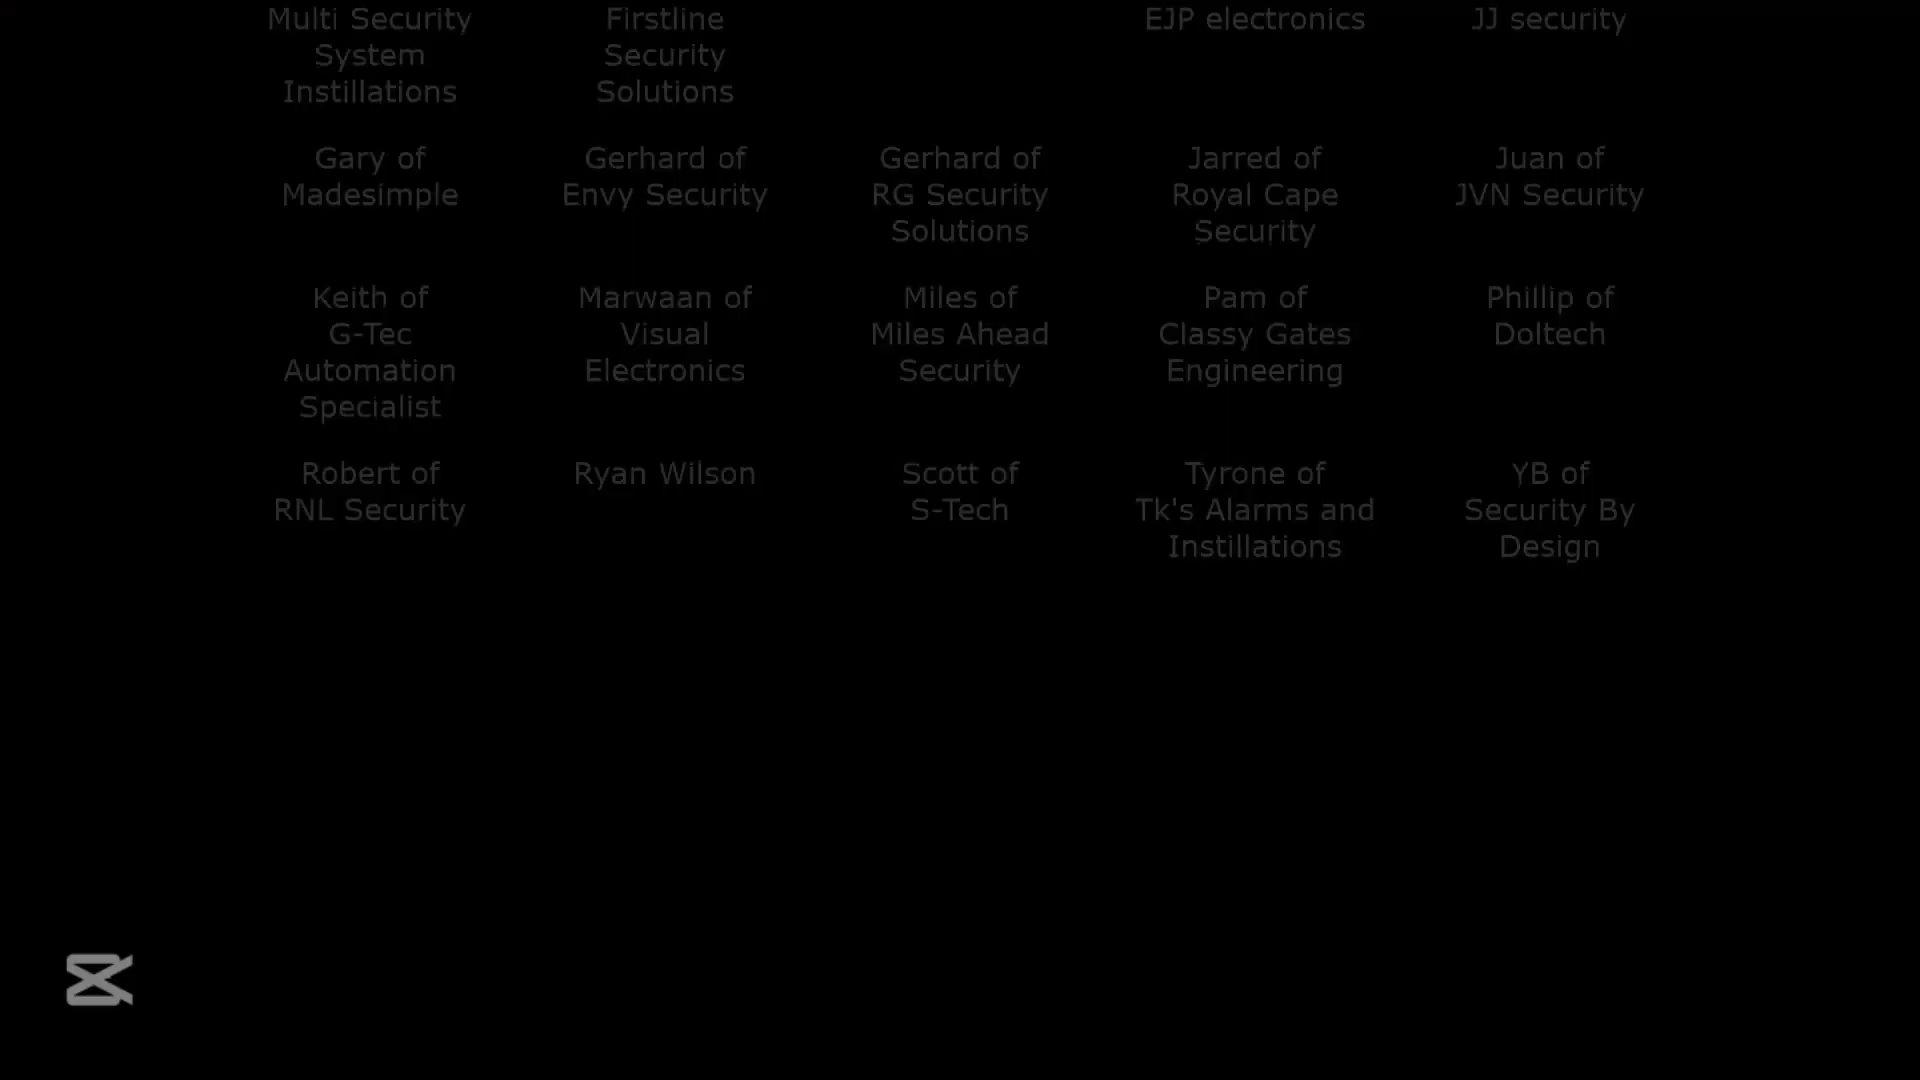 Multi Security
System
Instillations
Firstline
Security
Solutions
EJP electronics
JJ security
Gary of
Madesimple
Gerhard of
Envy Security
Gerhard of
RG Security
Solutions
Jarred of
Royal Cape
Security
Juan of
JVN Security
Keith of
G-Tec
Automation
Specialist
Marwaan of
Visual
Electronics
Miles of
Miles Ahead
Security
Pam of
Classy Gates
Engineering
Phillip of
Doltech
Robert of
RNL Security
Ryan Wilson
Scott of
S-Tech
Tyrone of
Tk's Alarms and
Instillations
YB of
Security By
Design